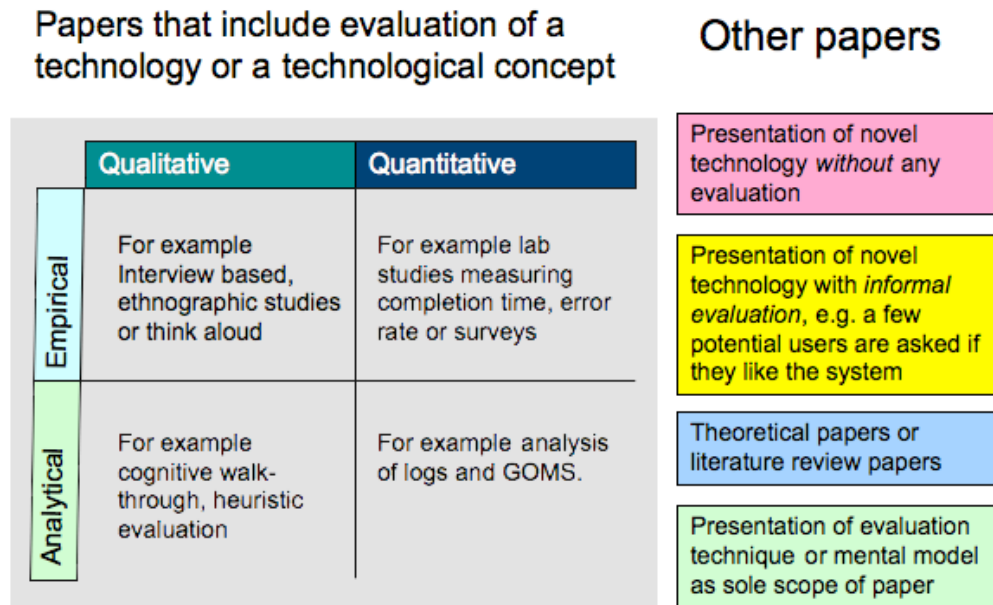 Papers that include evaluation of a
technology or a technological concept
Other papers
Qualitative
Quantitative
Empirical
For example
Interview based,
ethnographic studies
or think aloud
For example lab
studies measuring
completion time, error
rate or surveys
Analytical
For example
cognitive walk-
through, heuristic
evaluation
For example analysis
of logs and GOMS.
Presentation of novel
technology without any
evaluation
Presentation of novel
technology with informal
evaluation, e.g. a few
potential users are asked if
they like the system
Theoretical papers or
literature review papers
Presentation of evaluation
technique or mental model
as sole scope of paper